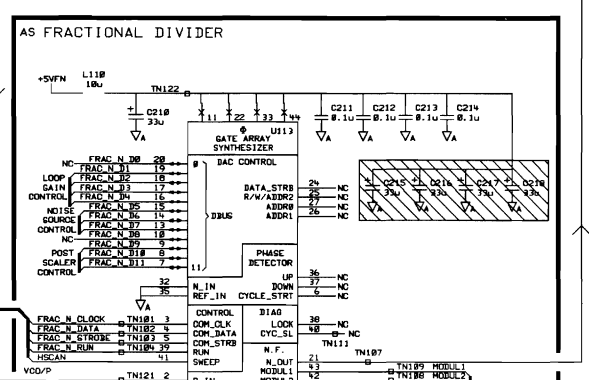 AS FRACTIONAL DIVIDER
+5VFN
L110
10u
TN122
C210
33u
11 22 33 44
U113
GATE ARRAY
SYNTHESIZER
C211
0.1u
C212
0.1u
C213
0.1u
C214
0.1u
C215
33u
C216
33u
C217
33u
C218
33u
A
DAC CONTROL
NC FRAC_N_D0 20
FRAC_N_D1 19
FRAC_N_D2 18
FRAC_N_D3 17
FRAC_N_D4 16
FRAC_N_D5 15
FRAC_N_D6 14
FRAC_N_D7 13
NC FRAC_N_D8 10
FRAC_N_D9 9
FRAC_N_D10 8
FRAC_N_D11 7
LOOP
GAIN
CONTROL
NOISE
SOURCE
CONTROL
POST
SCALER
CONTROL
0
DBUS
11
DATA_STRB 24 NC
R/W/ADDR2 25 NC
ADDR0 27 NC
ADDR1 26 NC
PHASE
DETECTOR
UP 36 NC
DOWN 37 NC
CYCLE_STRT 6 NC
32 N_IN
35 REF_IN
A
CONTROL
DIAG
FRAC_N_CLOCK TN101 3 COM_CLK
FRAC_N_DATA TN102 4 COM_DATA
FRAC_N_STROBE TN103 5 COM_STRB
FRAC_N_RUN TN104 39 RUN
HSCAN 41 SWEEP
LOCK 38 NC
CYC_SL 40 NC
TN111
N.F.
N_OUT 21 TN107
MODUL1 43 TN109 MODUL1
42 TN108 MODUL2
VCO/P
TN121 2